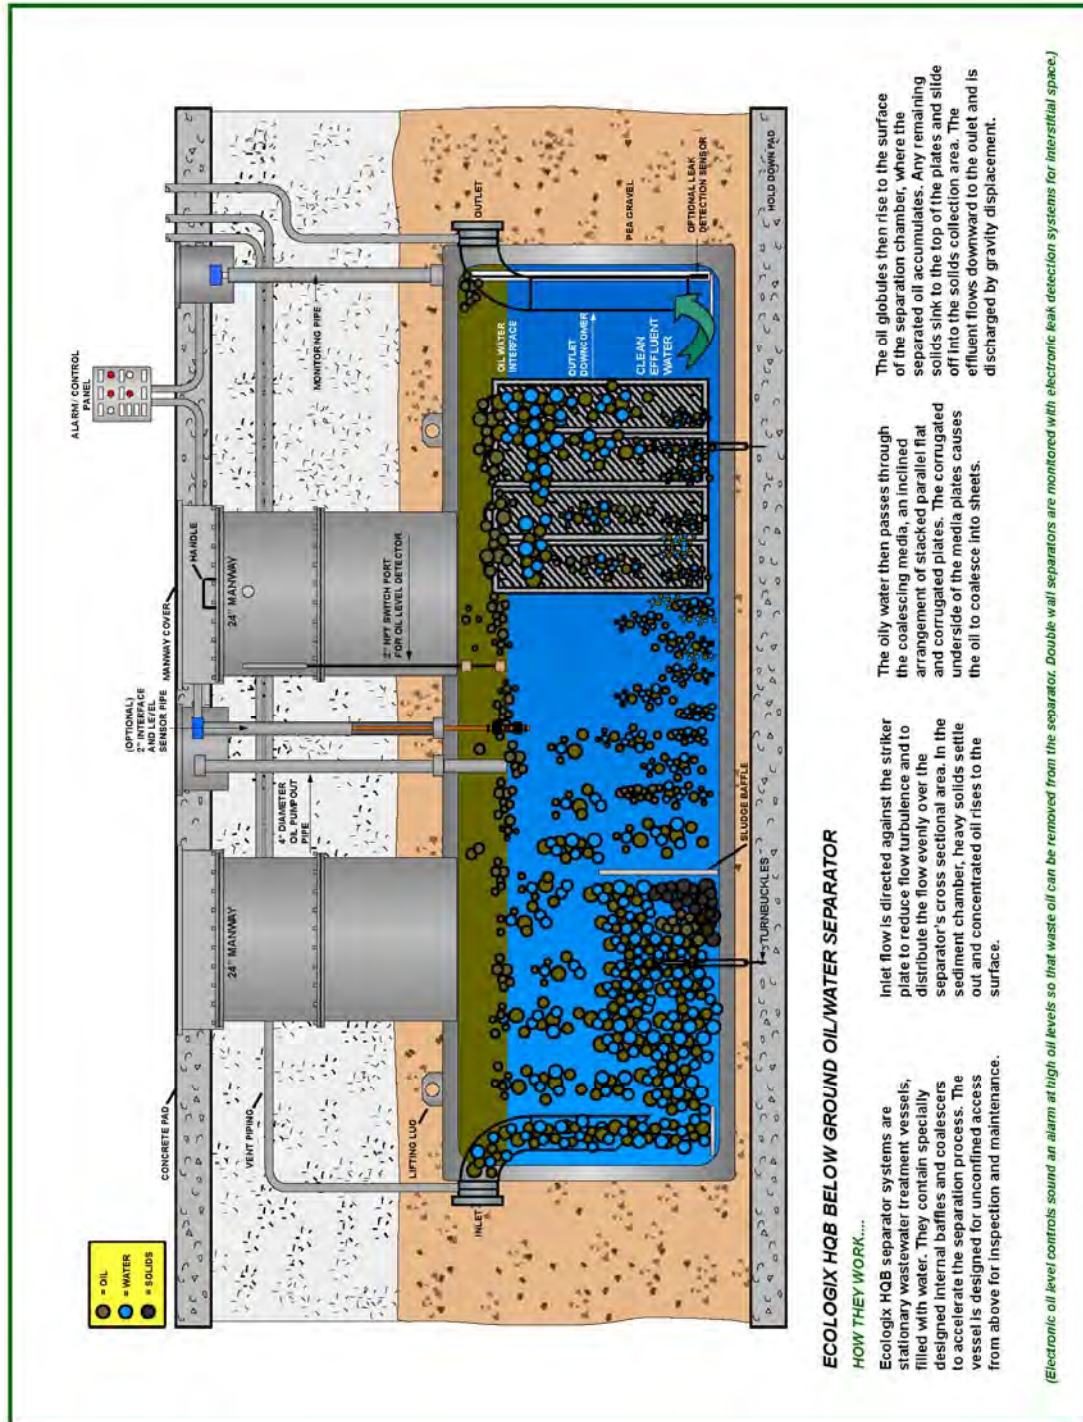 = OIL
= WATER
= SOLIDS
ALARM/ CONTROL
PANEL
CONCRETE PAD
MANWAY COVER
HANDLE
(OPTIONAL)
2" INTERFACE
AND LEVEL
SENSOR PIPE
24" MANWAY
24" MANWAY
VENT PIPING
4" DIAMETER
OIL PUMPOUT
PIPE
2" NPT SWITCH PORT
FOR OIL LEVEL DETECTOR
MONITORING PIPE
LIFTING LUG
INLET
OUTLET
OIL WATER
INTERFACE
OUTLET
DOWNCOMER
CLEAN
EFFLUENT
WATER
PEA GRAVEL
OPTIONAL LEAK
DETECTION SENSOR
SLUDGE BAFFLE
TURNBUCKLES
HOLD DOWN PAD
ECOLOGIX HQB BELOW GROUND OIL/WATER SEPARATOR
HOW THEY WORK....
Ecologix HQB separator systems are
stationary wastewater treatment vessels,
filled with water. They contain specially
designed internal baffles and coalescers
to accelerate the separation process. The
vessel is designed for unconfined access
from above for inspection and maintenance.
Inlet flow is directed against the striker
plate to reduce flow turbulence and to
distribute the flow evenly over the
separator's cross sectional area. In the
sediment chamber, heavy solids settle
out and concentrated oil rises to the
surface.
The oily water then passes through
the coalescing media, an inclined
arrangement of stacked parallel flat
and corrugated plates. The corrugated
underside of the media plates causes
the oil to coalesce into sheets.
The oil globules then rise to the surface
of the separation chamber, where the
separated oil accumulates. Any remaining
solids sink to the top of the plates and slide
off into the solids collection area. The
effluent flows downward to the oulet and is
discharged by gravity displacement.
(Electronic oil level controls sound an alarm at high oil levels so that waste oil can be removed from the separator. Double wall separators are monitored with electronic leak detection systems for interstitial space.)